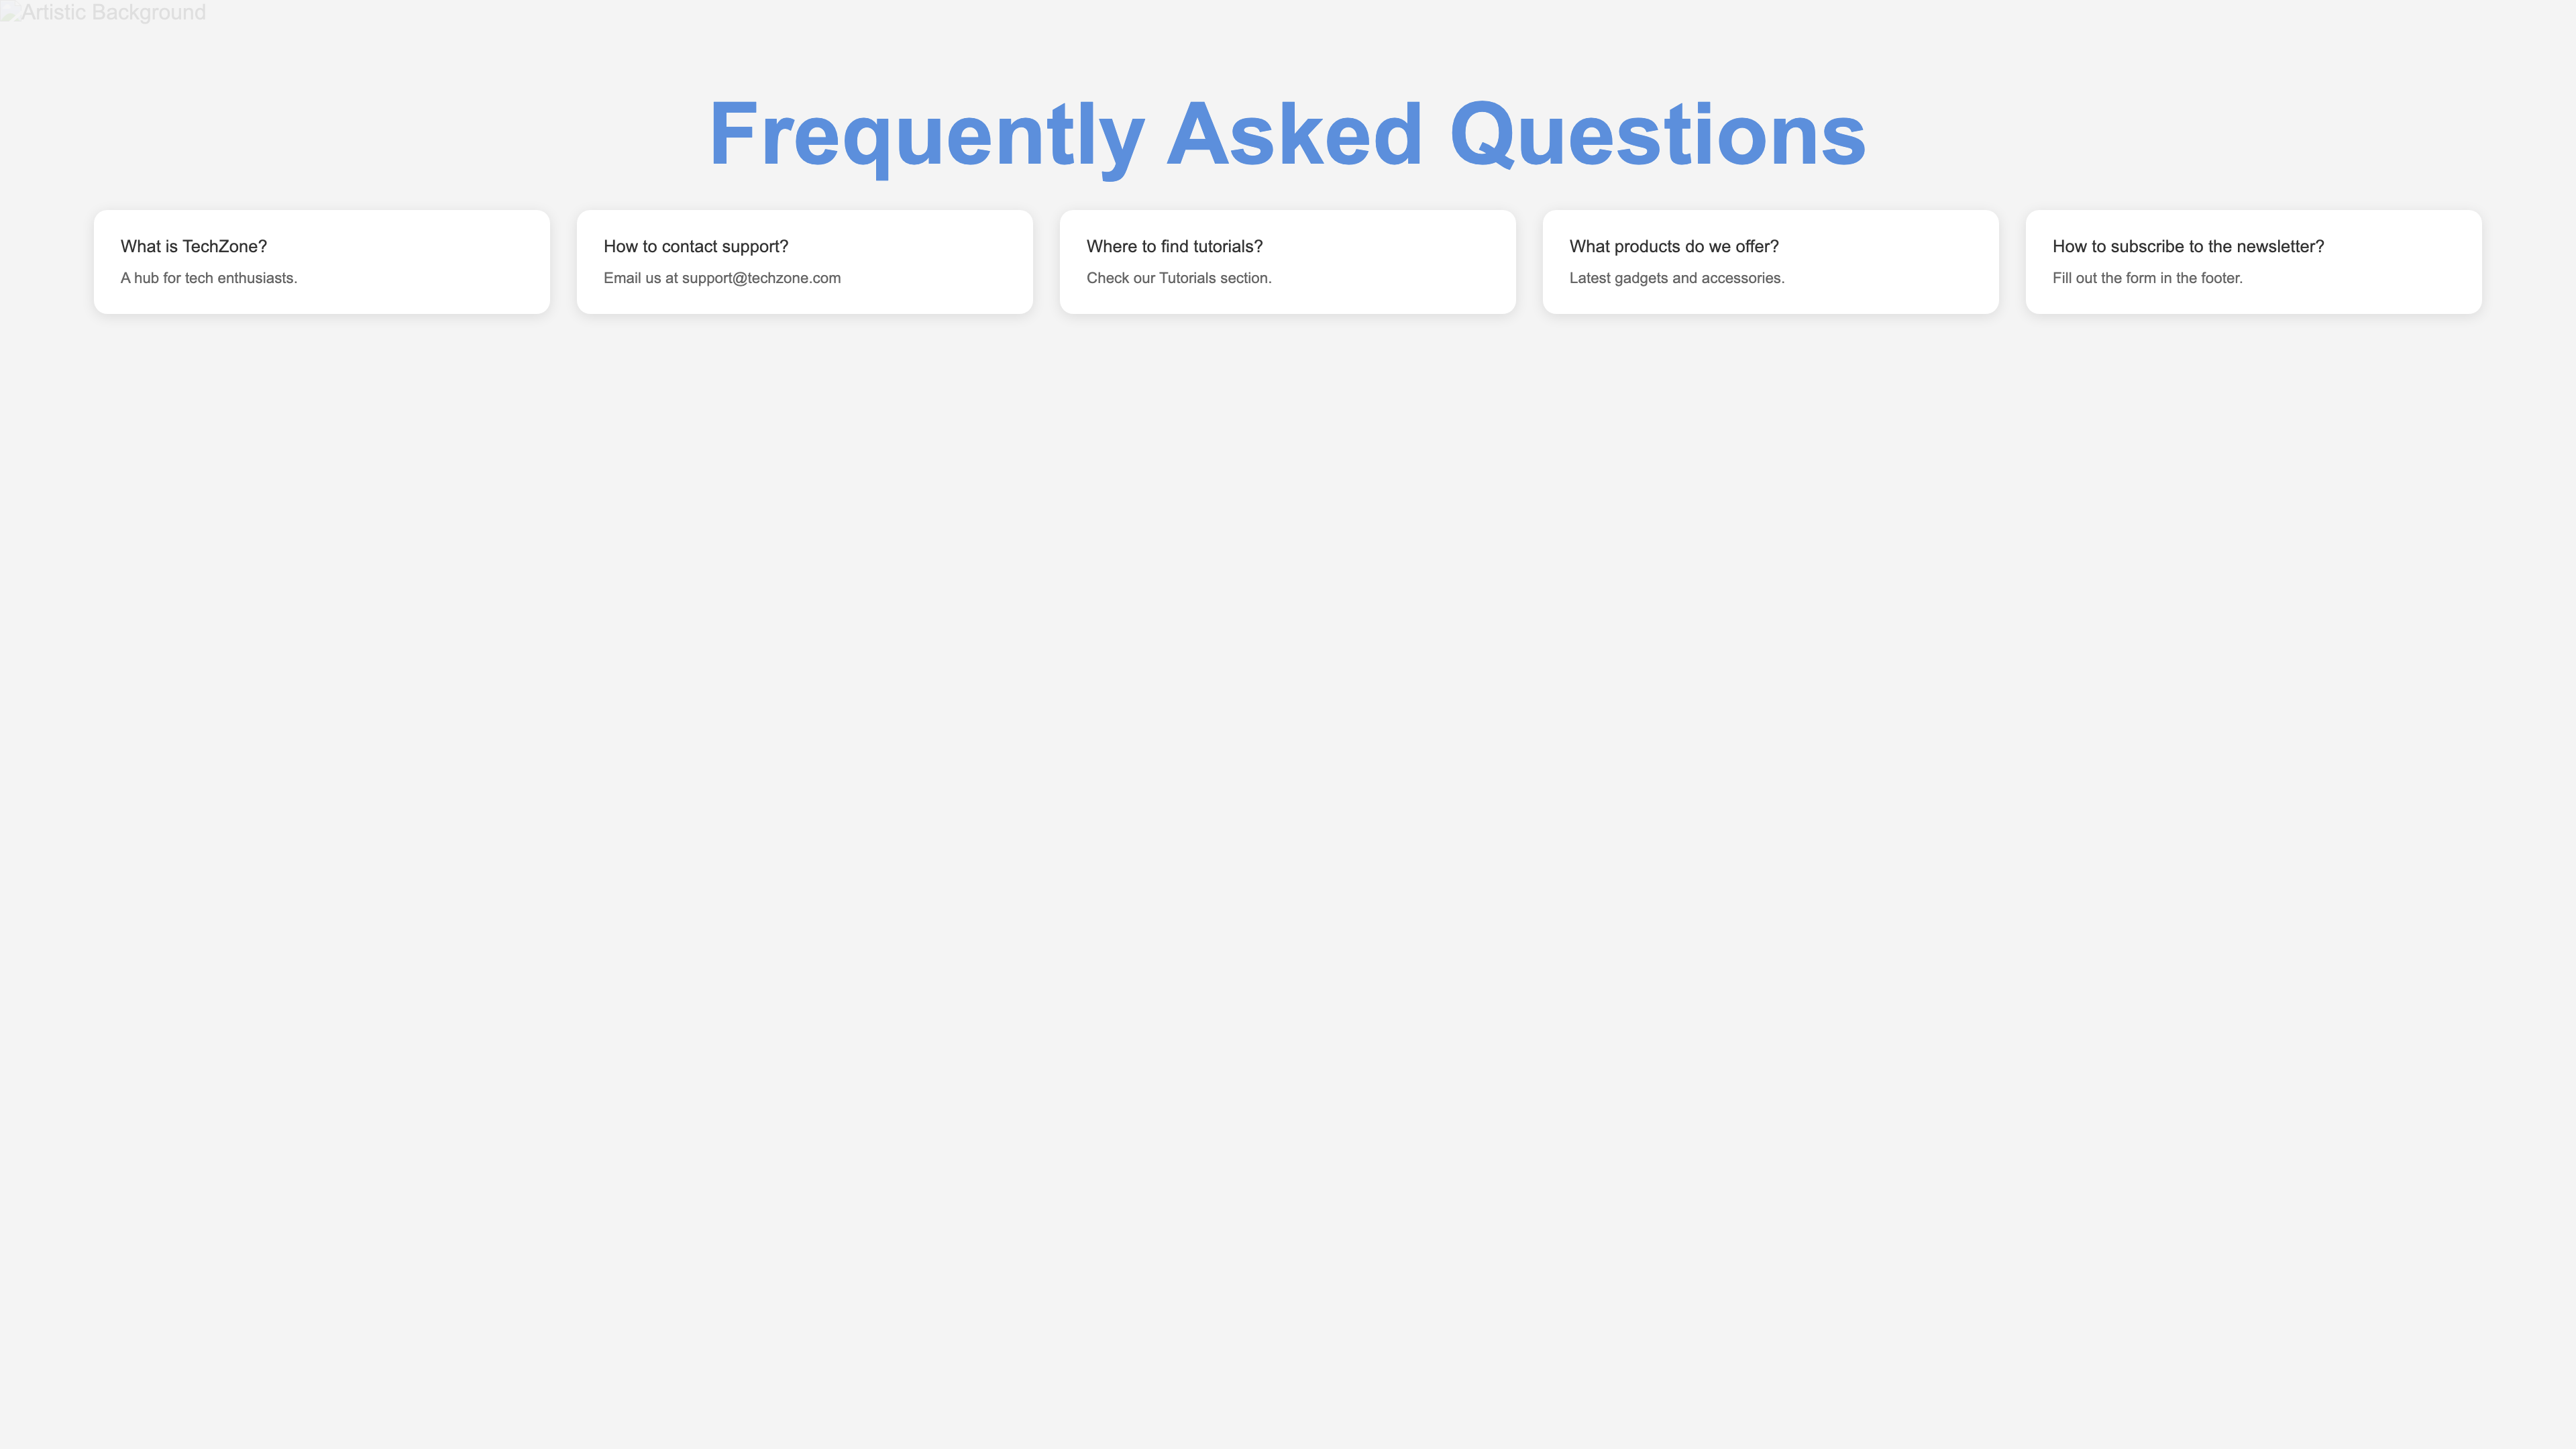 Artistic Background
Frequently Asked Questions
What is TechZone?
A hub for tech enthusiasts.
How to contact support?
Email us at support@techzone.com
Where to find tutorials?
Check our Tutorials section.
What products do we offer?
Latest gadgets and accessories.
How to subscribe to the newsletter?
Fill out the form in the footer.